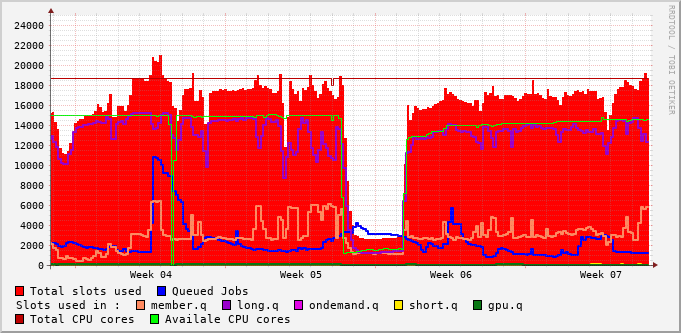 RRDTOOL / TOBI OETIKER
24000
22000
20000
18000
16000
14000
12000
10000
8000
6000
4000
2000
0
Week 04 Week 05 Week 06 Week 07
Total slots used Queued Jobs
Slots used in : member.q long.q ondemand.q short.q gpu.q
Total CPU cores Availale CPU cores